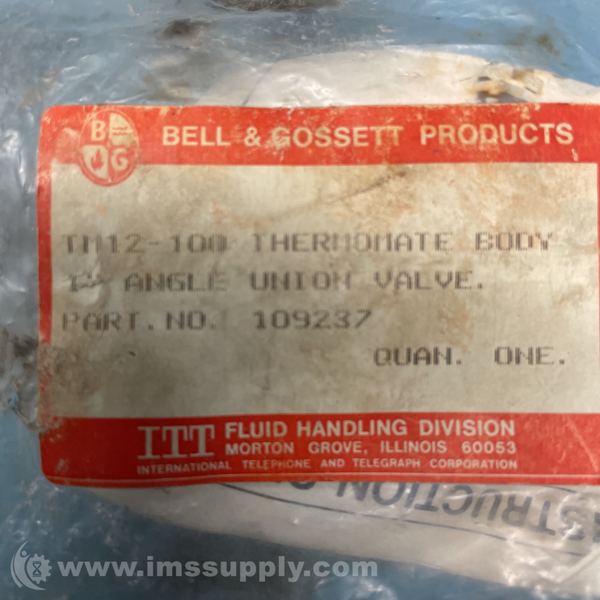 B G
BELL & GOSSETT PRODUCTS
TM12-100 THERMOMATE BODY
1" ANGLE UNION VALVE.
PART. NO. 109237
QUAN. ONE.
ITT FLUID HANDLING DIVISION
MORTON GROVE, ILLINOIS 60053
INTERNATIONAL TELEPHONE AND TELEGRAPH CORPORATION
www.imssupply.com